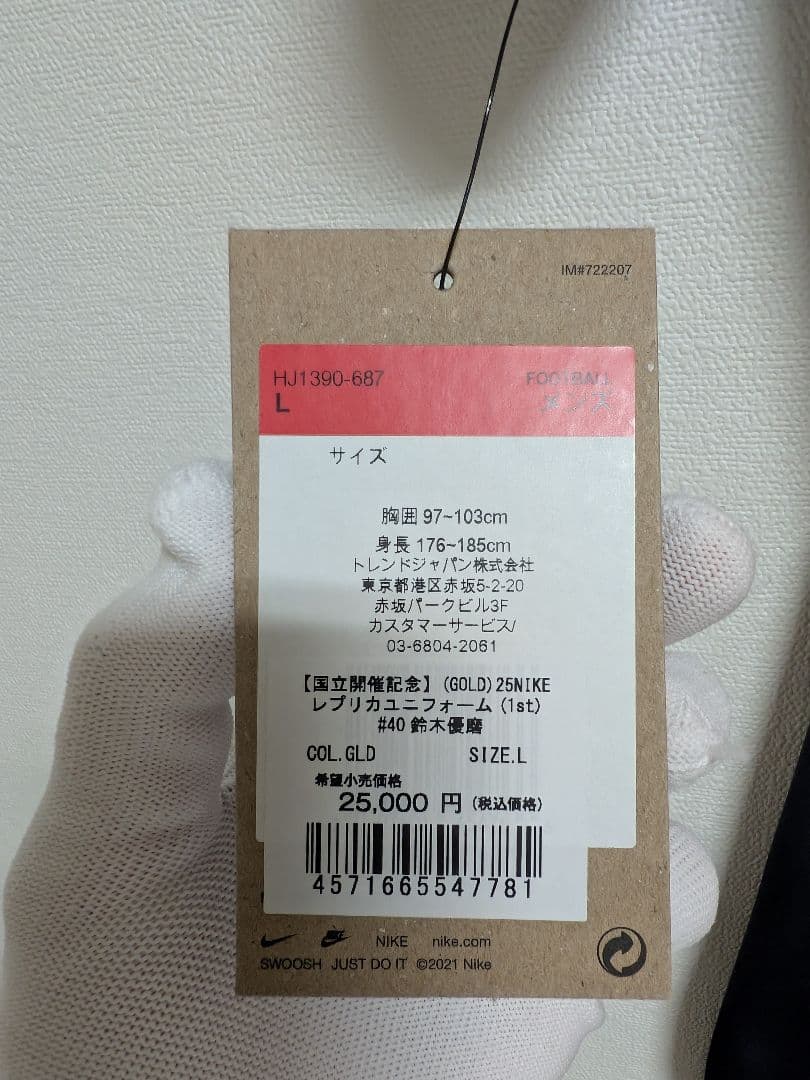 IM#722207
HJ1390-687 FOOTBALL
L メンズ
サイズ
胸囲 97~103cm
身長 176~185cm
トレンドジャパン株式会社
東京都港区赤坂5-2-20
赤坂パークビル3F
カスタマーサービス/
03-6804-2061
【国立開催記念】(GOLD)25NIKE
レプリカユニフォーム(1st)
#40 鈴木優磨
COL.GLD SIZE.L
希望小売価格
25,000 円 (税込価格)
4571665547781
NIKE nike.com
SWOOSH JUST DO IT ©2021 Nike